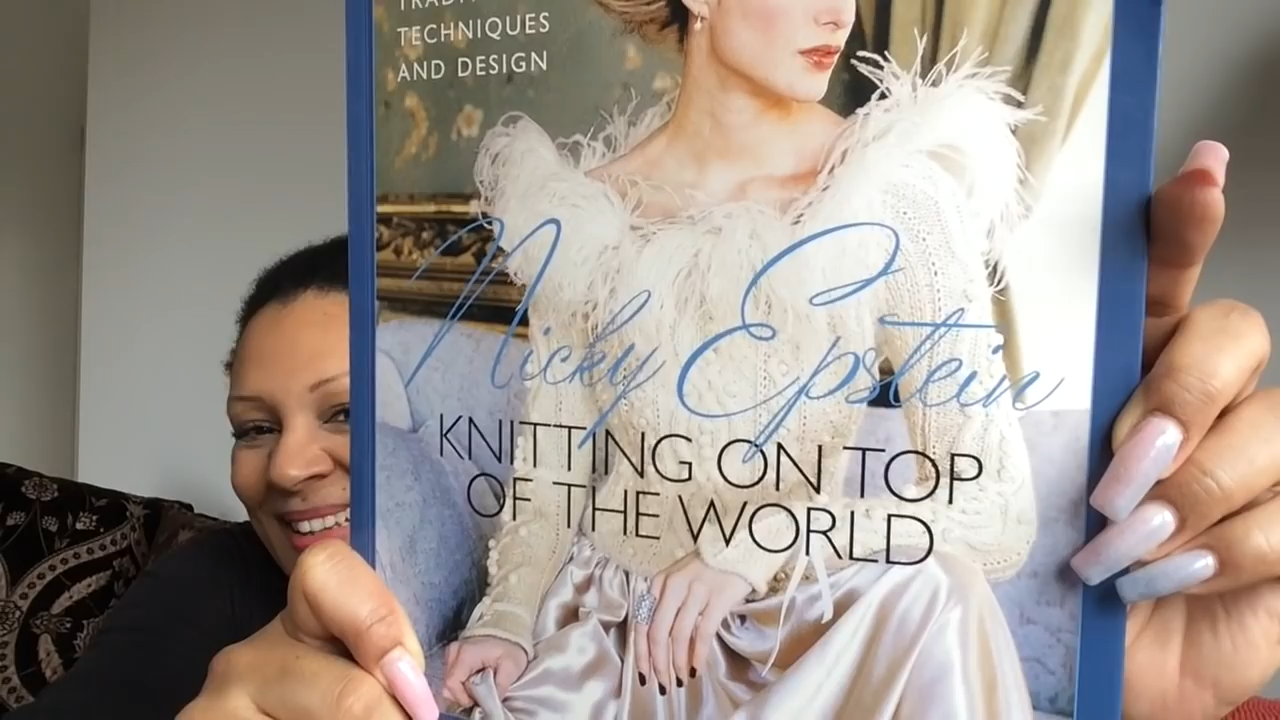 TECHNIQUES
AND DESIGN
Nicky Epstein
KNITTING ON TOP
OF THE WORLD